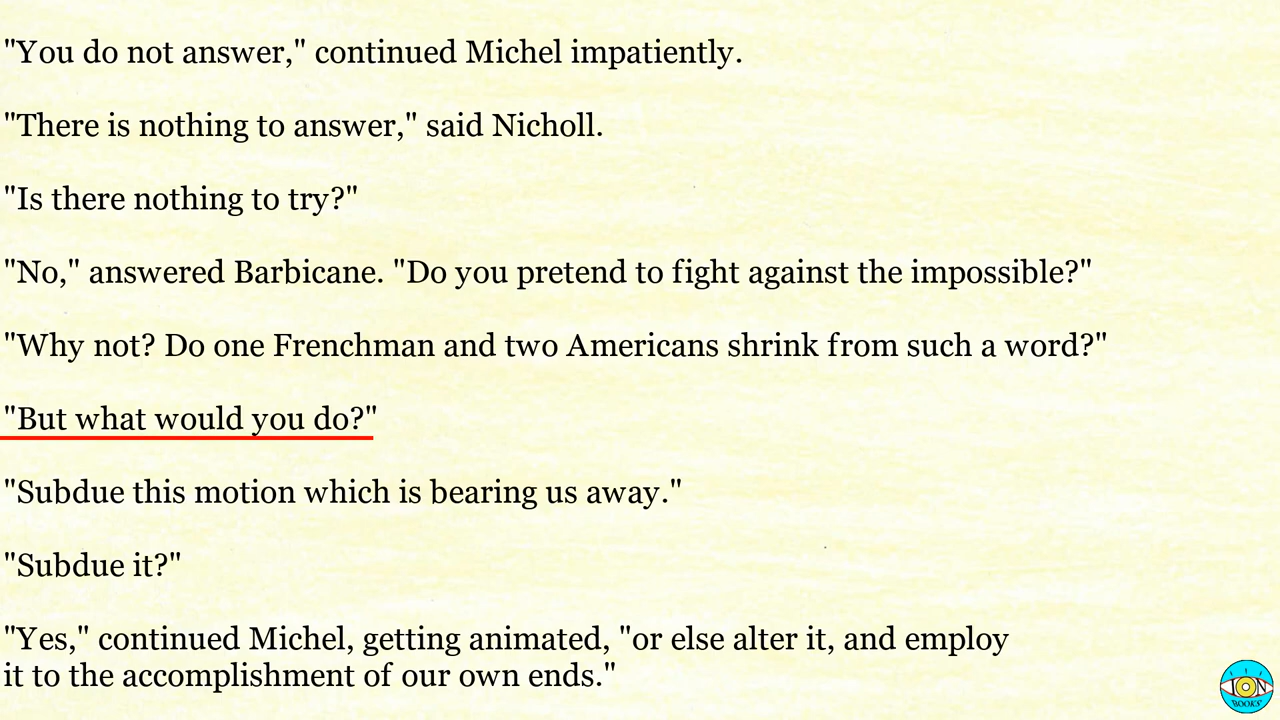 "You do not answer," continued Michel impatiently.
"There is nothing to answer," said Nicholl.
"Is there nothing to try?"
"No," answered Barbicane. "Do you pretend to fight against the impossible?"
"Why not? Do one Frenchman and two Americans shrink from such a word?"
"But what would you do?"
"Subdue this motion which is bearing us away."
"Subdue it?"
"Yes," continued Michel, getting animated, "or else alter it, and employ
it to the accomplishment of our own ends."
ION
BOOKS